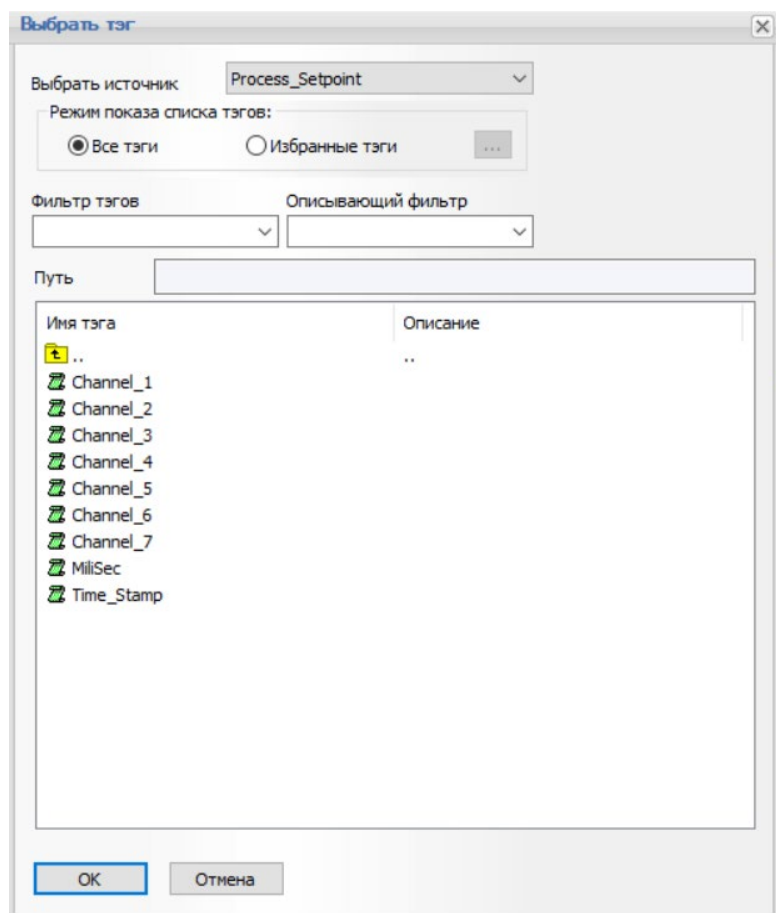 Выбрать тэг
Выбрать источник Process_Setpoint
Режим показа списка тэгов:
Все тэги Избранные тэги ...
Фильтр тэгов Описывающий фильтр
Путь
Имя тэга Описание
.. ..
Channel_1
Channel_2
Channel_3
Channel_4
Channel_5
Channel_6
Channel_7
MiliSec
Time_Stamp
OK Отмена